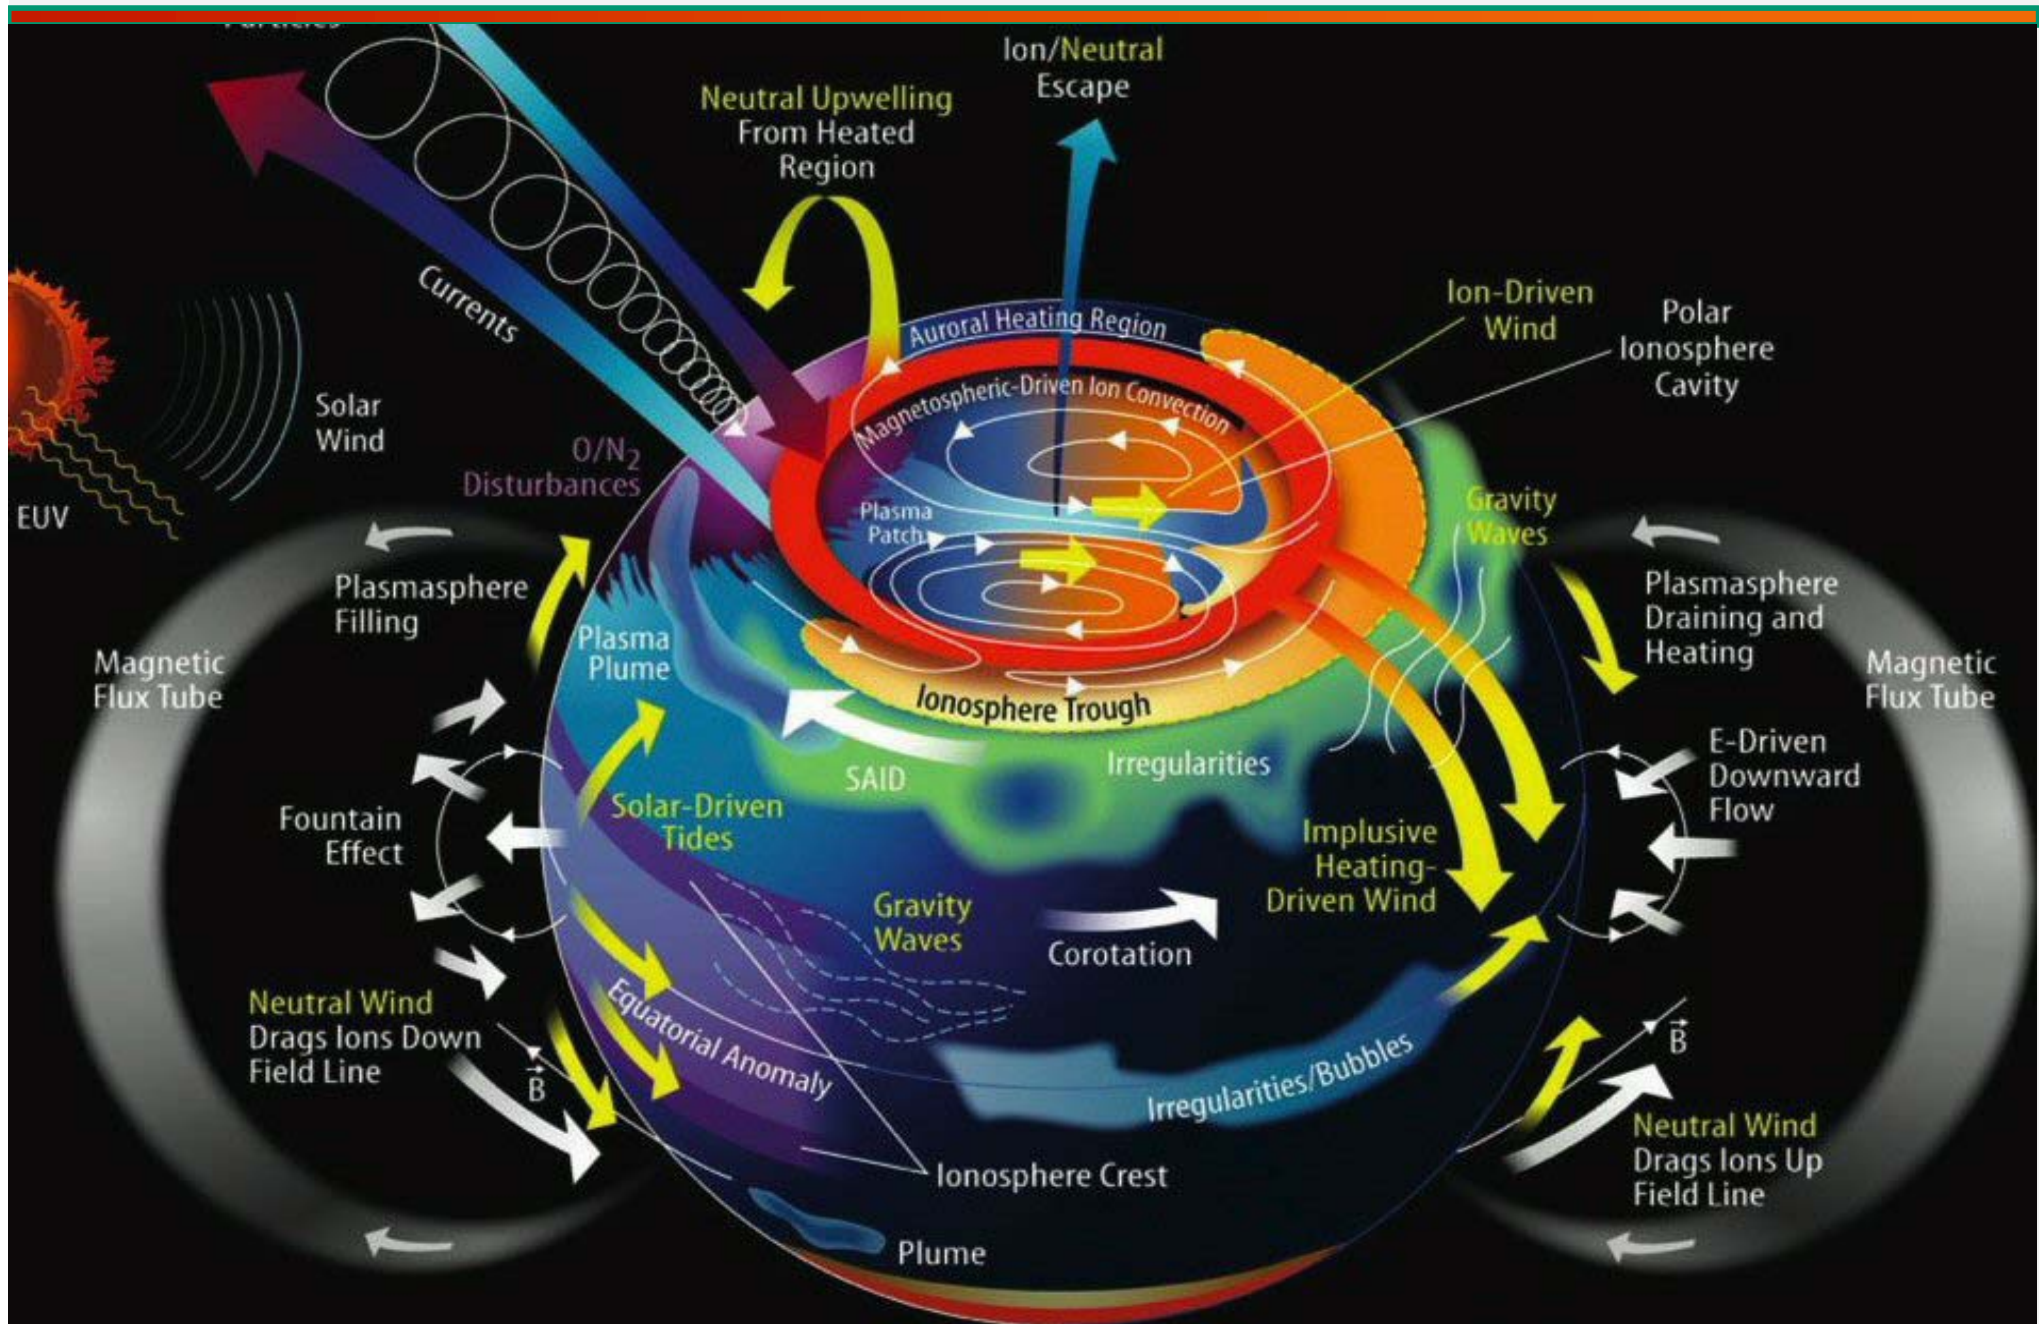 Particles
Ion/Neutral
Escape
Neutral Upwelling
From Heated
Region
Currents
Ion-Driven
Wind
Polar
Ionosphere
Cavity
Auroral Heating Region
Magnetospheric-Driven Ion Convection
Solar
Wind
EUV
O/N2
Disturbances
Plasma
Patch
Gravity
Waves
Plasmasphere
Filling
Plasmasphere
Draining and
Heating
Magnetic
Flux Tube
Plasma
Plume
Magnetic
Flux Tube
Ionosphere Trough
SAID
Irregularities
E-Driven
Downward
Flow
Fountain
Effect
Solar-Driven
Tides
Implusive
Heating-
Driven Wind
Gravity
Waves
Corotation
Neutral Wind
Drags Ions Down
Field Line
B
Equatorial Anomaly
Irregularities/Bubbles
B
Neutral Wind
Drags Ions Up
Field Line
Ionosphere Crest
Plume